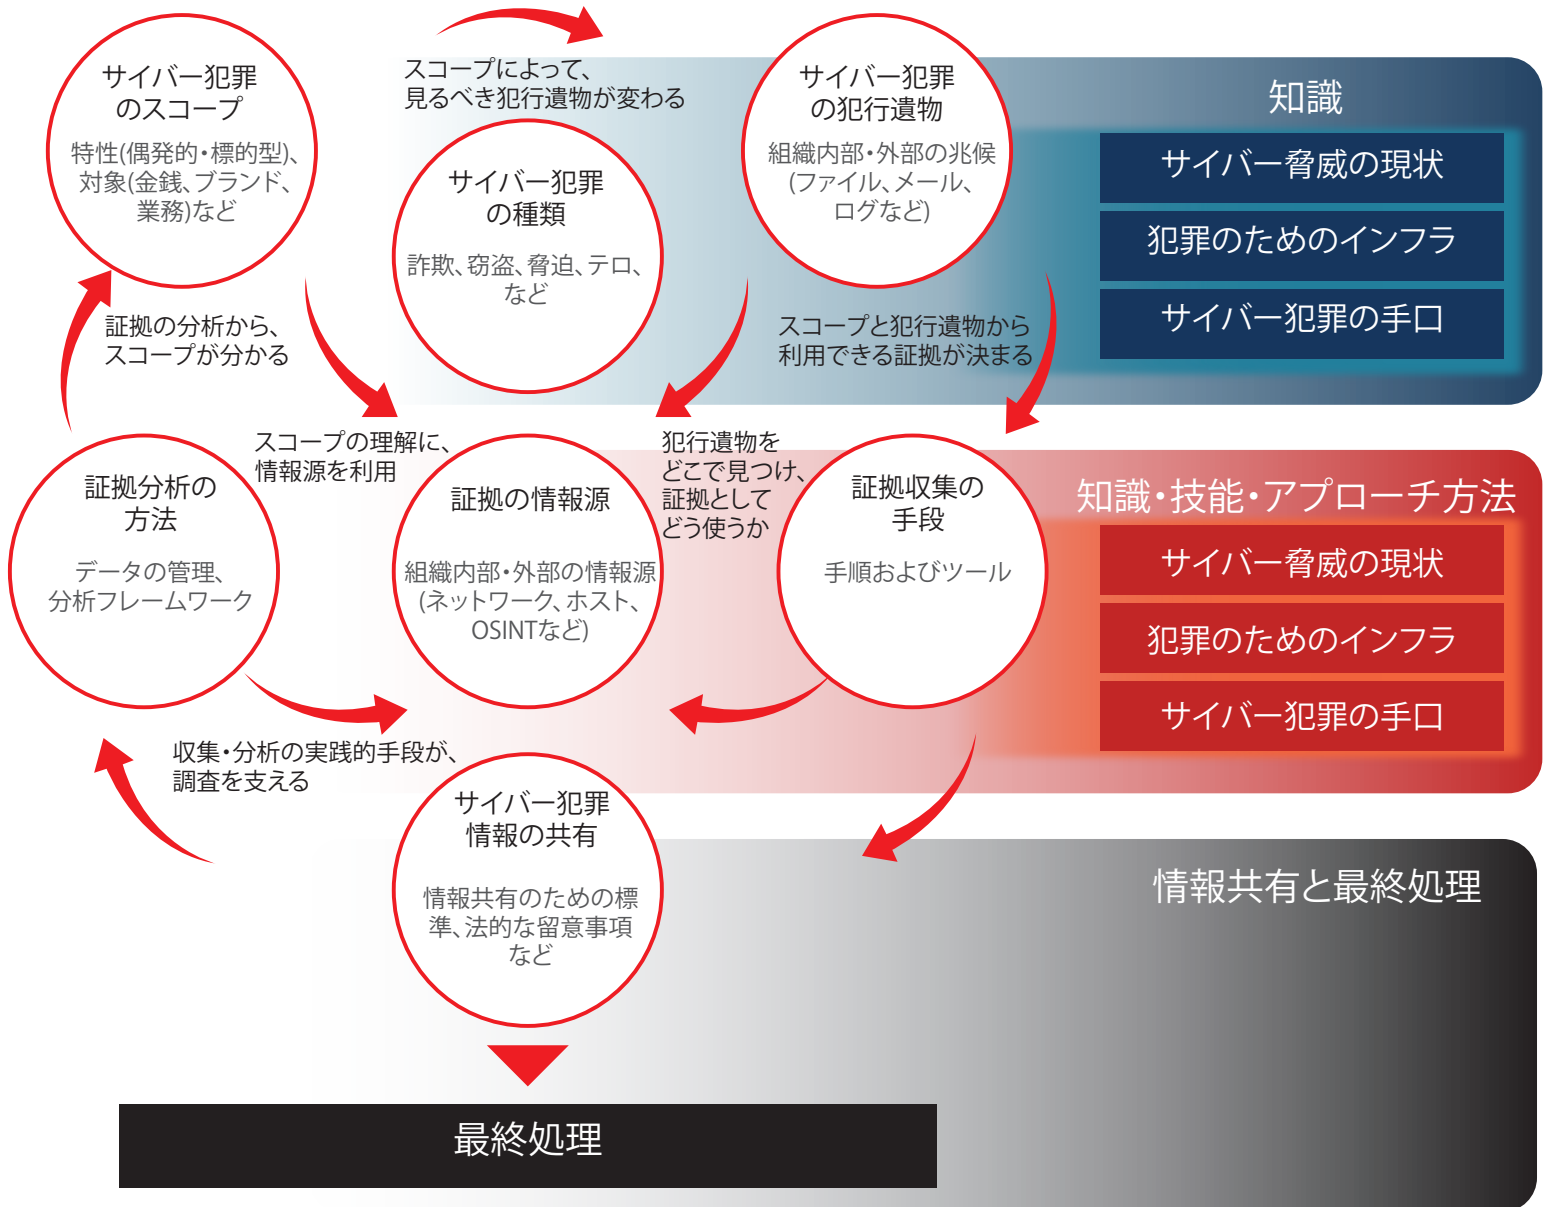 サイバー犯罪
のスコープ
特性(偶発的・標的型)、
対象(金銭、ブランド、
業務)など
スコープによって、
見るべき犯行遺物が変わる
サイバー犯罪
の種類
詐欺、窃盗、脅迫、テロ、
など
サイバー犯罪
の犯行遺物
組織内部・外部の兆候
(ファイル、メール、
ログなど)
知識
サイバー脅威の現状
犯罪のためのインフラ
サイバー犯罪の手口
証拠の分析から、
スコープが分かる
スコープと犯行遺物から
利用できる証拠が決まる
スコープの理解に、
情報源を利用
犯行遺物を
どこで見つけ、
証拠として
どう使うか
証拠分析の
方法
データの管理、
分析フレームワーク
証拠の情報源
組織内部・外部の情報源
(ネットワーク、ホスト、
OSINTなど)
証拠収集の
手段
手順およびツール
知識・技能・アプローチ方法
サイバー脅威の現状
犯罪のためのインフラ
サイバー犯罪の手口
収集・分析の実践的手段が、
調査を支える
サイバー犯罪
情報の共有
情報共有のための標
準、法的な留意事項
など
情報共有と最終処理
最終処理